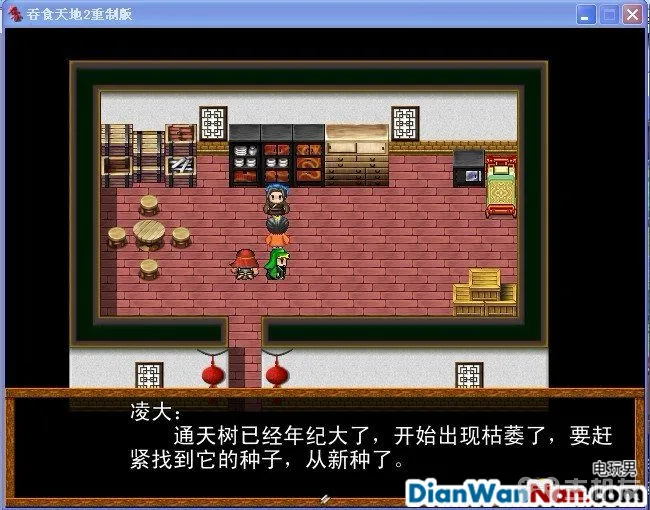 吞食天地2重制版
凌大：
通天树已经年纪大了，开始出现枯萎了，要赶
紧找到它的种子，从新种了。
电玩男
DianWanNan.com